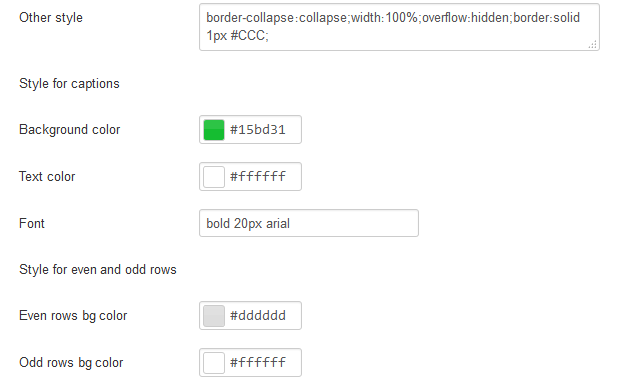 Other style
border-collapse:collapse;width:100%;overflow:hidden;border:solid
1px #CCC;
Style for captions
Background color #15bd31
Text color #ffffff
Font bold 20px arial
Style for even and odd rows
Even rows bg color #dddddd
Odd rows bg color #ffffff